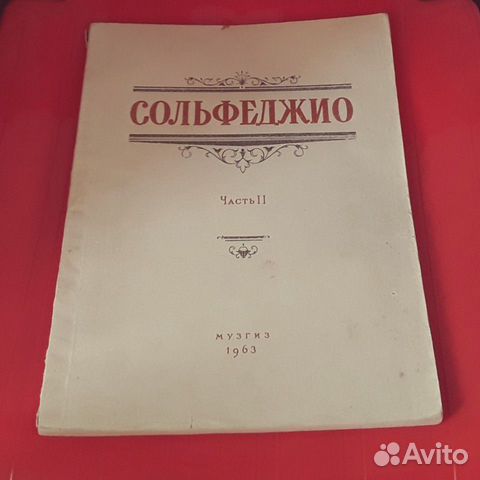 СОЛЬФЕДЖИО
ЧАСТЬ II
МУЗГИЗ
1963
Avito